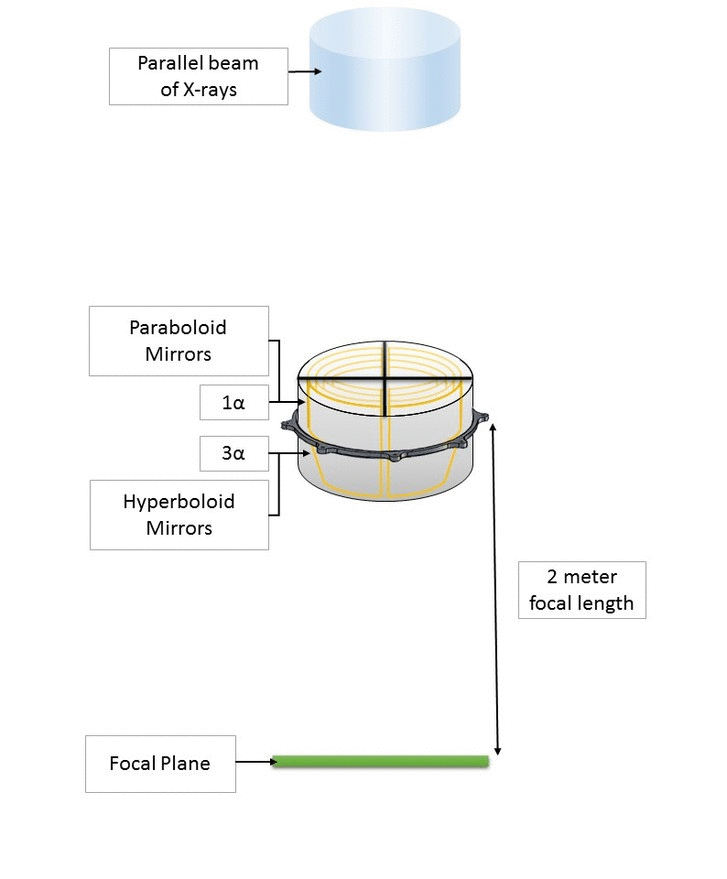 Parallel beam
of X-rays
Paraboloid
Mirrors
1α
3α
Hyperboloid
Mirrors
2 meter
focal length
Focal Plane